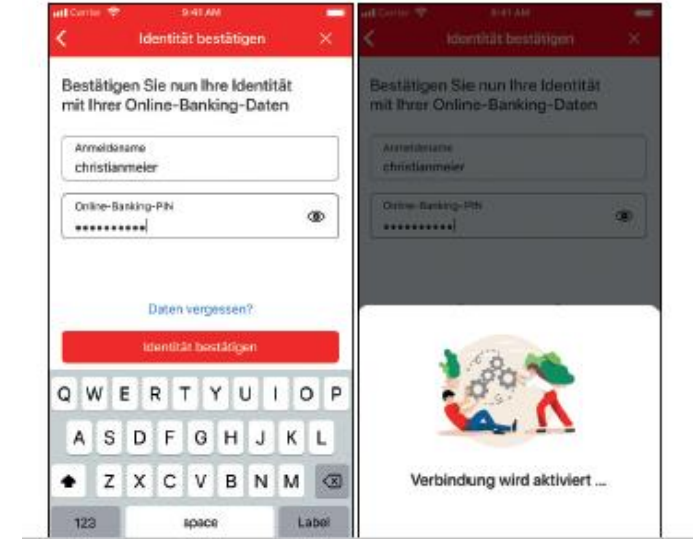 Carrier 9:41 AM
Identität bestätigen
Bestätigen Sie nun Ihre Identität
mit Ihrer Online-Banking-Daten
Anmeldename
christianmeier
Online-Banking-PIN
••••••••••
Daten vergessen?
Identität bestätigen
Q W E R T Y U I O P
A S D F G H J K L
Z X C V B N M
123 space Label
Carrier 9:41 AM
Identität bestätigen
Bestätigen Sie nun Ihre Identität
mit Ihrer Online-Banking-Daten
Anmeldename
christianmeier
Online-Banking-PIN
••••••••••
Verbindung wird aktiviert ...